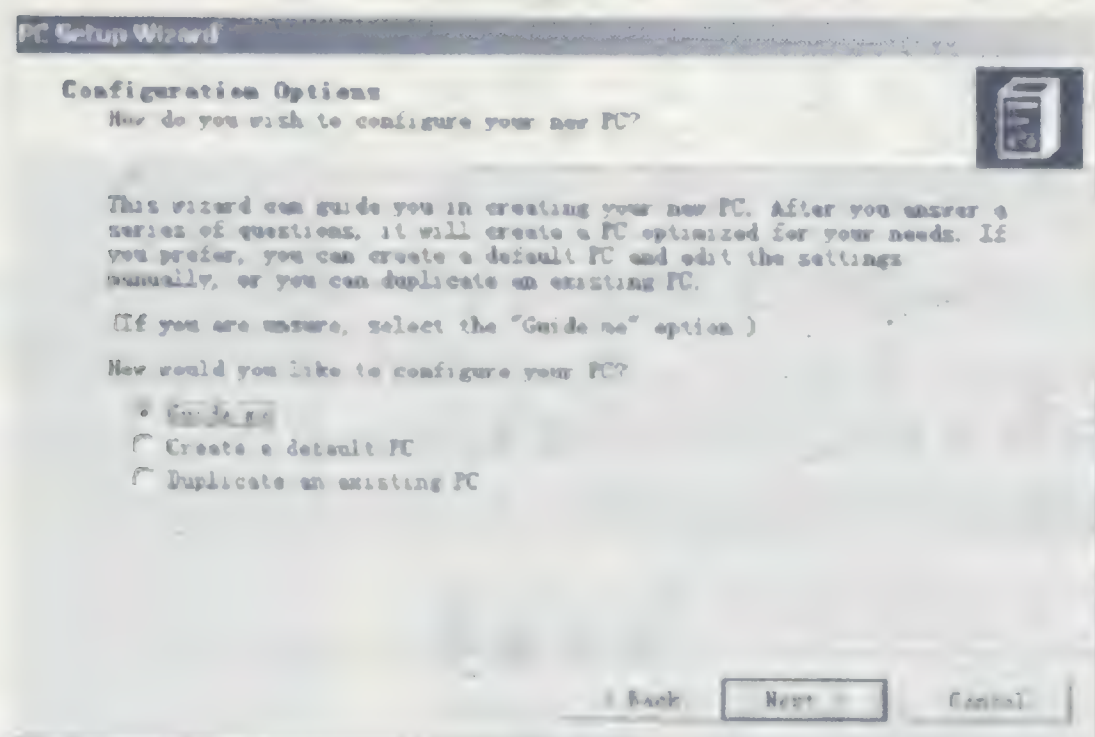 PC Setup Wizard
Configuration Options
How do you wish to configure your new PC?
This wizard can guide you in creating your new PC. After you answer a
series of questions, it will create a PC optimized for your needs. If
you prefer, you can create a default PC and edit the settings
manually, or you can duplicate an existing PC.
(If you are unsure, select the "Guide me" option )
How would you like to configure your PC?
Guide me
Create a default PC
Duplicate an existing PC
< Back
Next >
Cancel